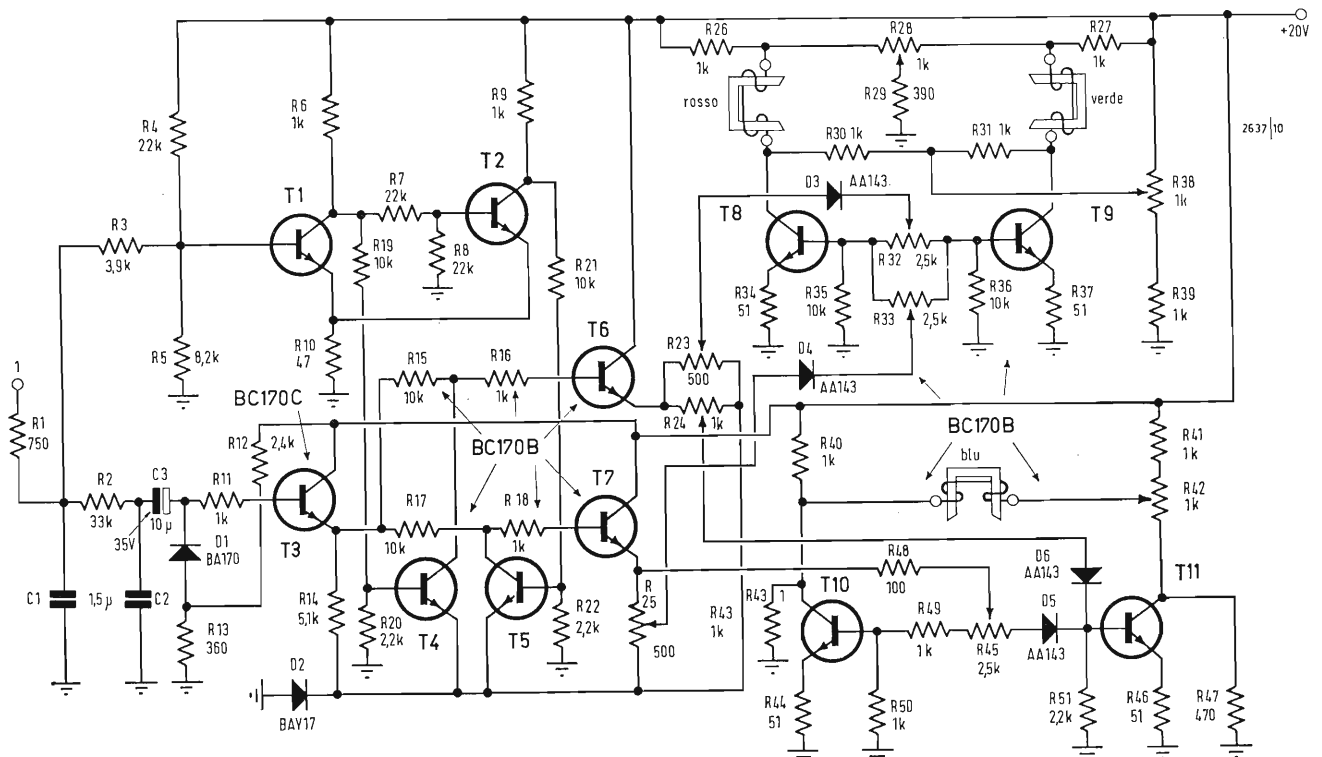 R26
1k
R28
1k
R27
1k
+20V
R29
390
rosso
verde
2637|10
R4
22k
R6
1k
R9
1k
R30 1k
R31 1k
T1
T2
R7
22k
R3
3,9k
R19
10k
R8
22k
R21
10k
D3
AA143
T8
T9
R38
1k
R32
2,5k
R34
51
R35
10k
R33
2,5k
R36
10k
R37
51
R39
1k
R5
8,2k
R10
47
T6
R15
10k
R16
1k
R23
500
R24
1k
D4
AA143
1
R1
750
BC170C
BC170B
BC170B
R12
2,4k
R40
1k
blu
R41
1k
R42
1k
R2
33k
C3
10µ
35V
R11
1k
T3
R17
10k
R18
1k
T7
D1
BA170
R48
100
D6
AA143
T11
C1
1,5µ
C2
R14
5,1k
R13
360
R20
2,2k
T4
T5
R22
2,2k
R
25
500
R43
1k
R43
1
T10
R49
1k
R45
2,5k
D5
AA143
D2
BAY17
R44
51
R50
1k
R51
2,2k
R46
51
R47
470